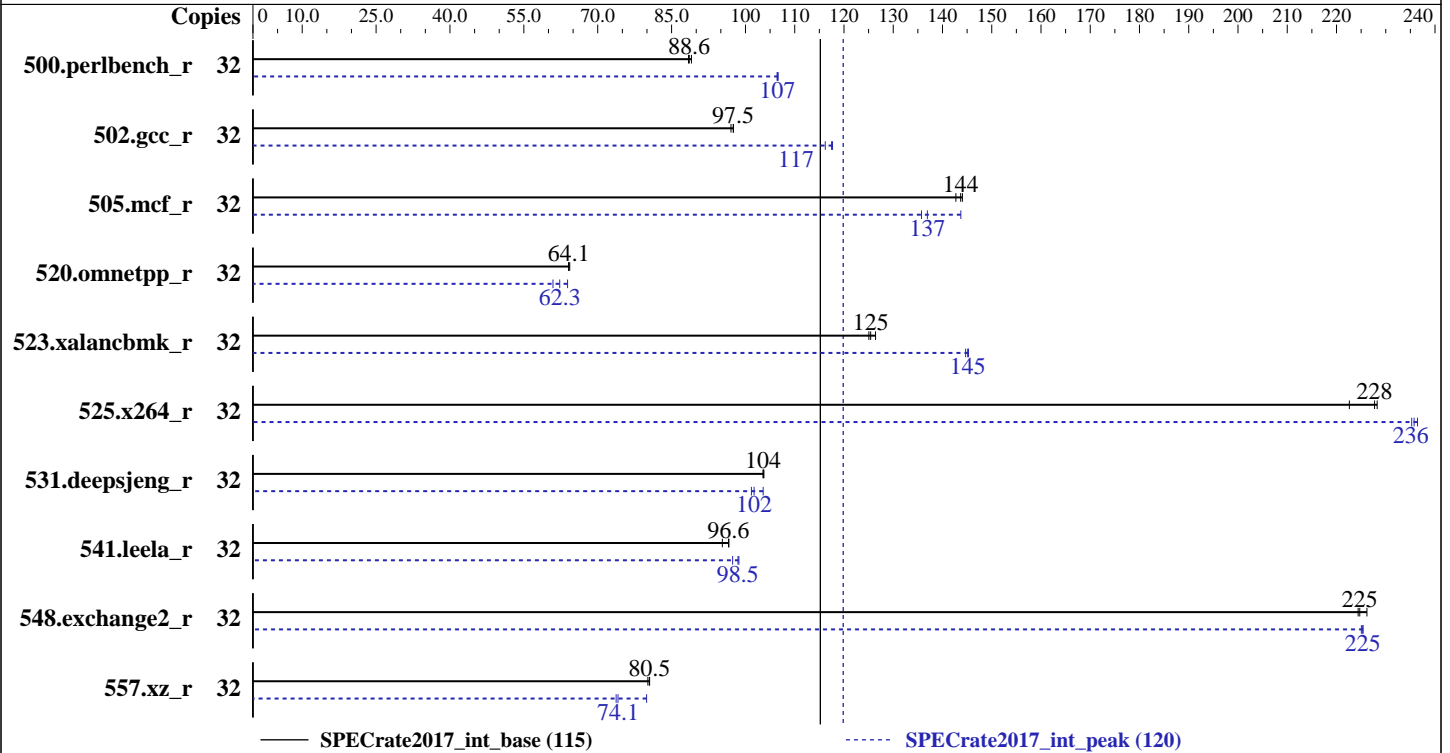 Copies 0 10.0 25.0 40.0 55.0 70.0 85.0 100 110 120 130 140 150 160 170 180 190 200 210 220 240
500.perlbench_r 32 88.6
107
502.gcc_r 32 97.5
117
505.mcf_r 32 144
137
520.omnetpp_r 32 64.1
62.3
523.xalancbmk_r 32 125
145
525.x264_r 32 228
236
531.deepsjeng_r 32 104
102
541.leela_r 32 96.6
98.5
548.exchange2_r 32 225
225
557.xz_r 32 80.5
74.1
SPECrate2017_int_base (115) SPECrate2017_int_peak (120)